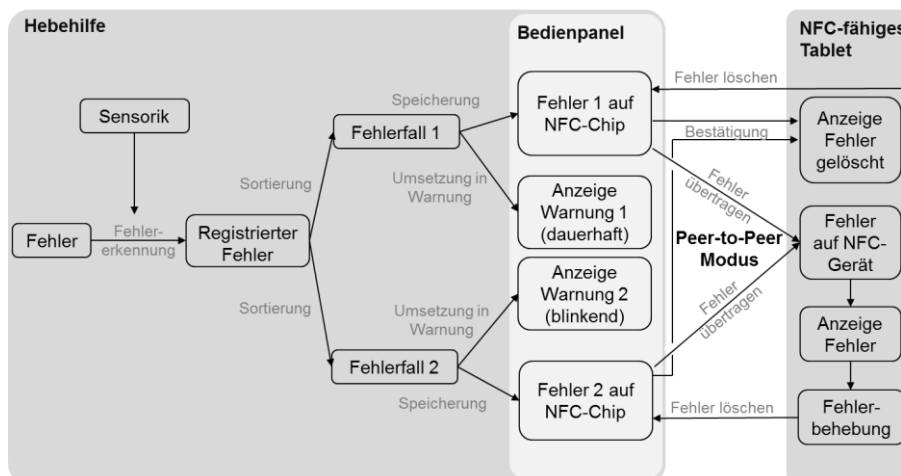 Hebehilfe
Bedienpanel
NFC-fähiges
Tablet
Sensorik
Fehler
Fehler-
erkennung
Registrierter
Fehler
Sortierung
Sortierung
Fehlerfall 1
Fehlerfall 2
Speicherung
Umsetzung in
Warnung
Umsetzung in
Warnung
Speicherung
Fehler 1 auf
NFC-Chip
Anzeige
Warnung 1
(dauerhaft)
Anzeige
Warnung 2
(blinkend)
Fehler 2 auf
NFC-Chip
Fehler löschen
Bestätigung
Fehler
übertragen
Peer-to-Peer
Modus
Fehler
übertragen
Fehler löschen
Anzeige
Fehler
gelöscht
Fehler
auf NFC-
Gerät
Anzeige
Fehler
Fehler-
behebung